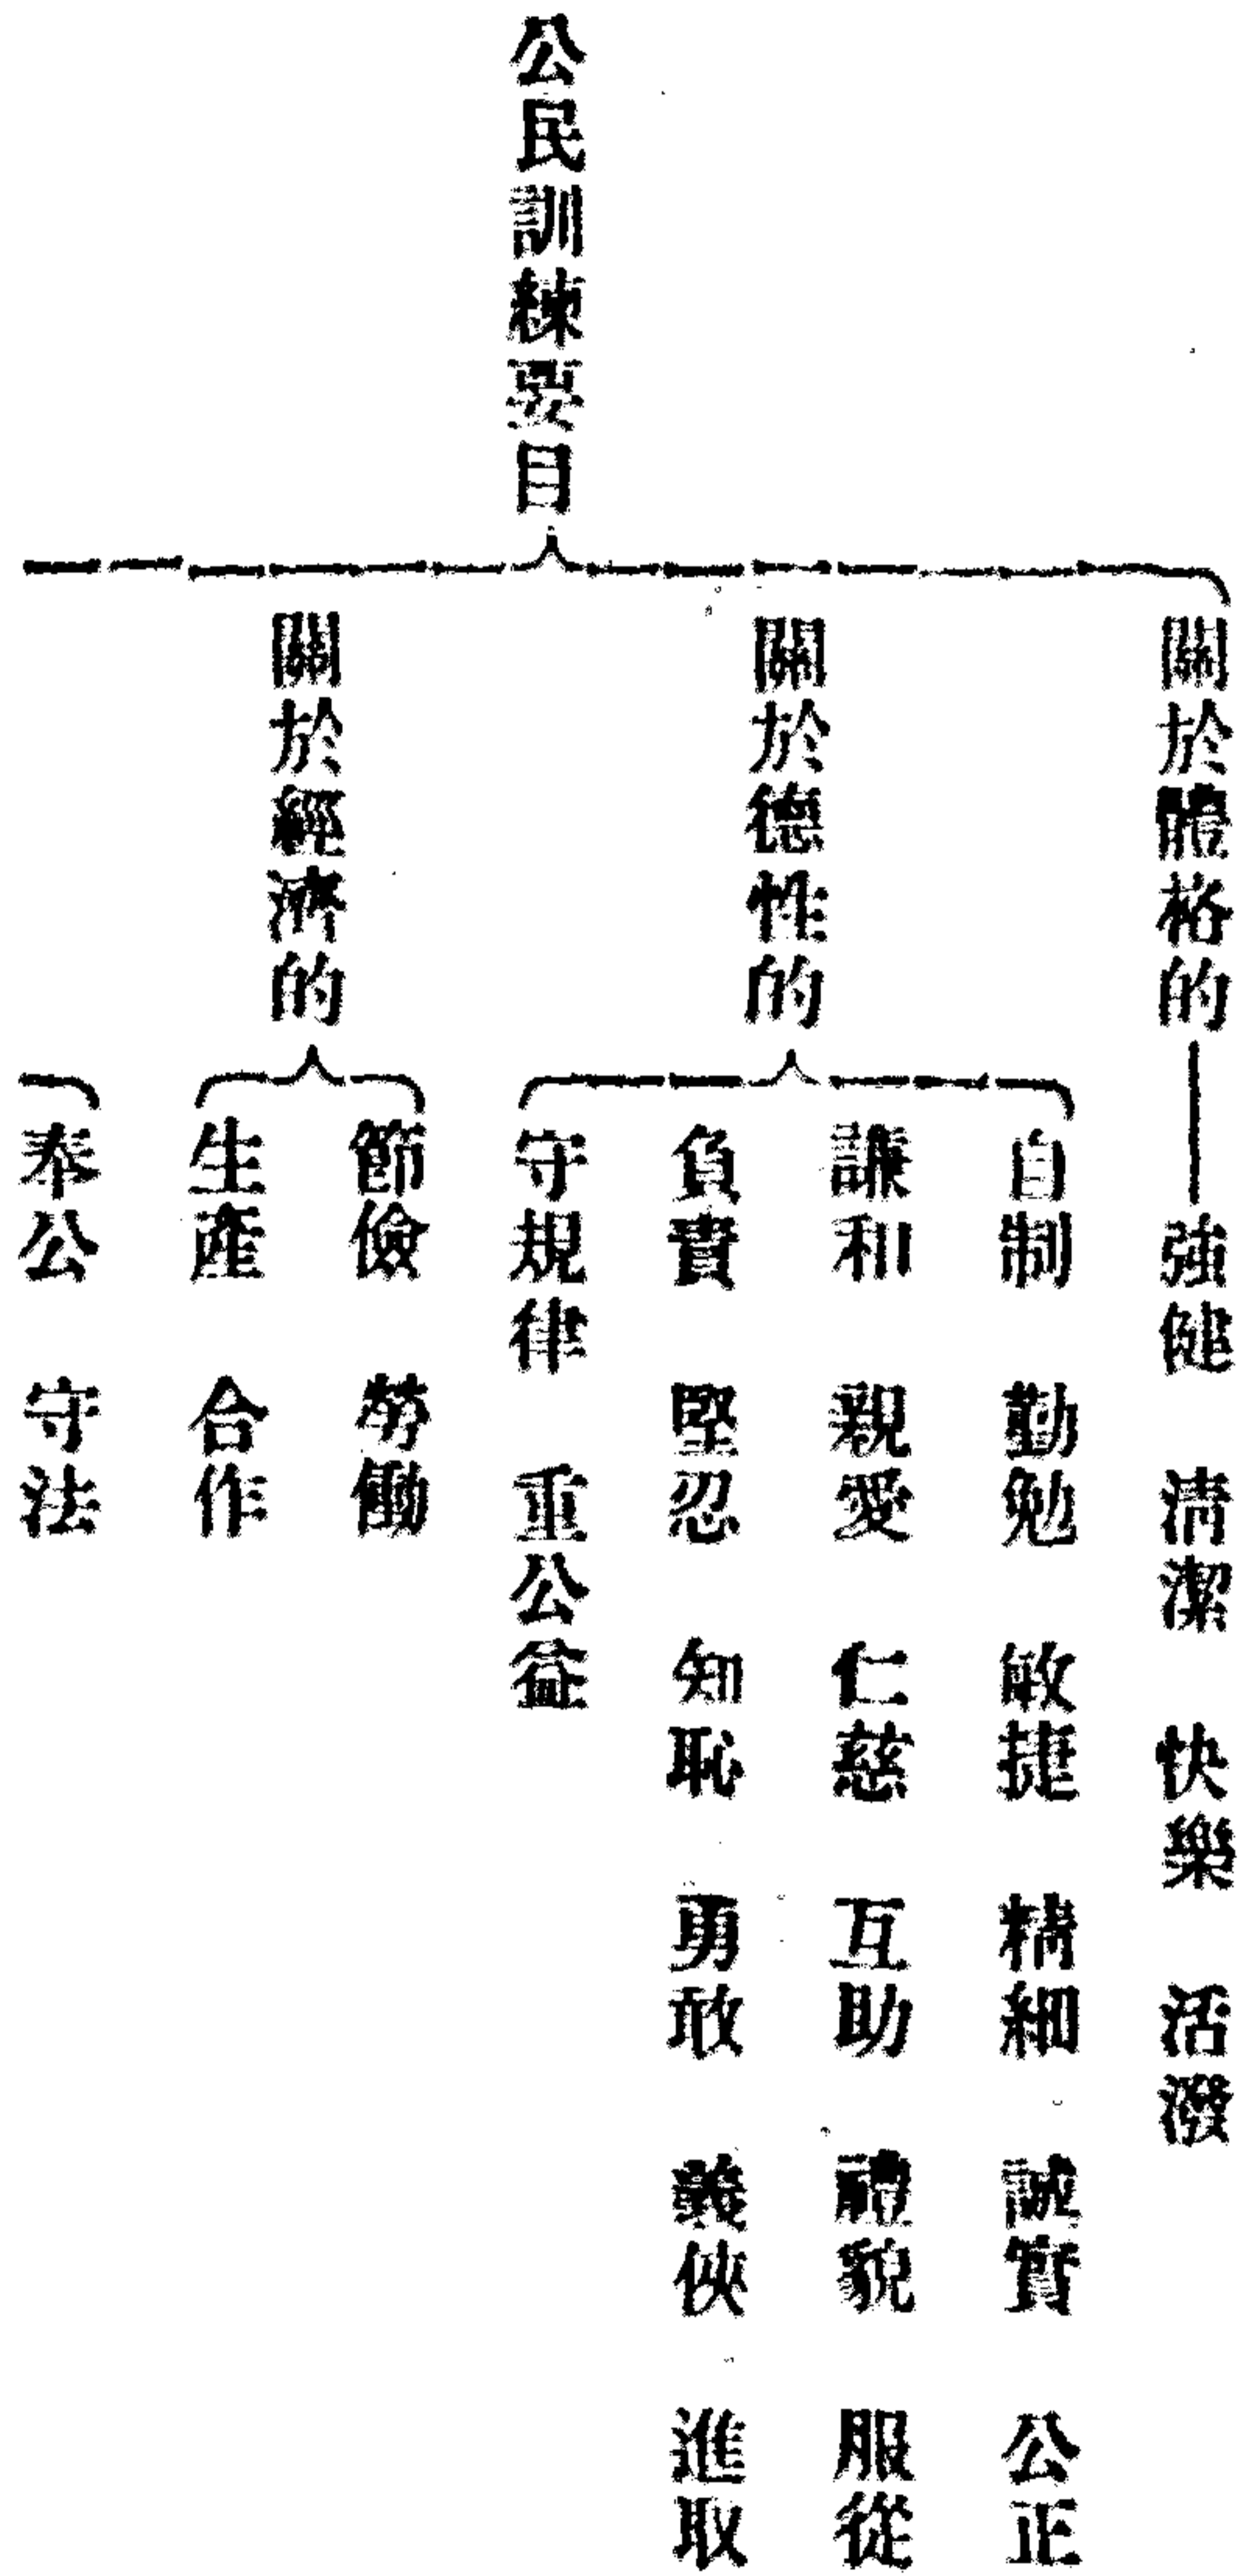 公民訓練要目
關於體格的
強健　清潔　快樂　活潑
關於德性的
自制　勤勉　敏捷　精細　誠實　公正
謙和　親愛　仁慈　互助　禮貌　服從
負責　堅忍　知恥　勇敢　義俠　進取
守規律　重公益
關於經濟的
節儉　勞働
生產　合作
奉公　守法